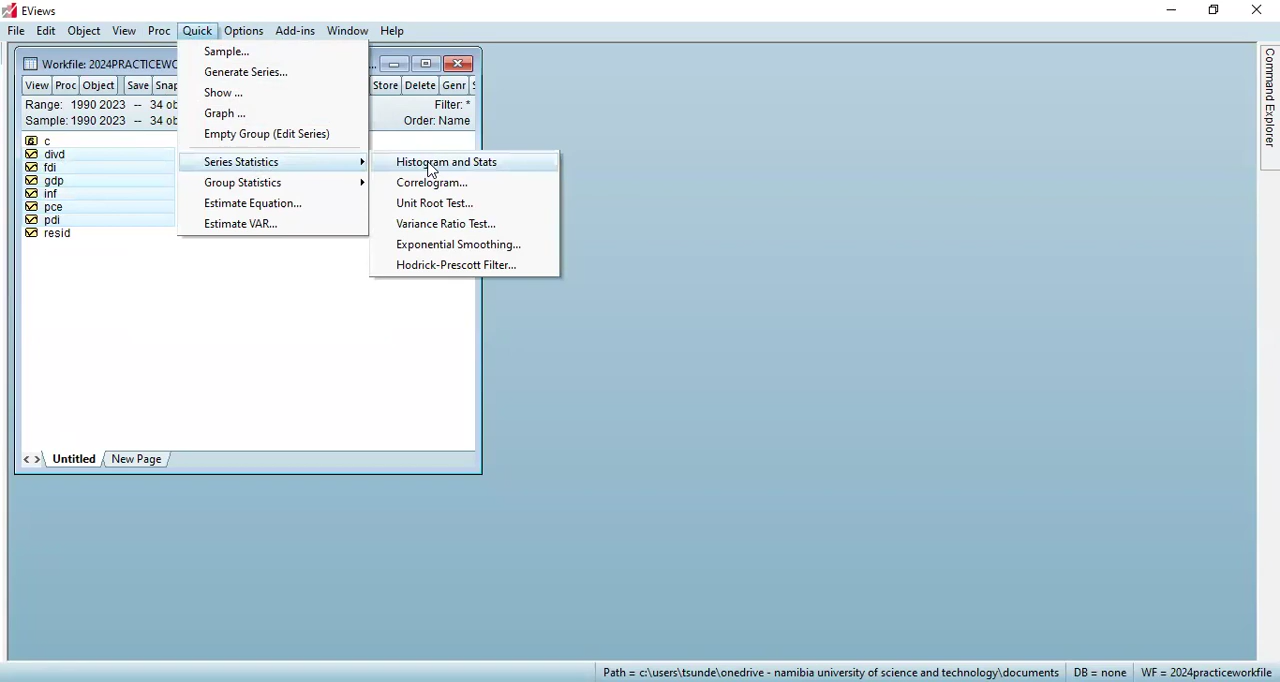 EViews
File Edit Object View Proc Quick Options Add-ins Window Help
Workfile: 2024PRACTICEWO
View Proc Object Save Snap Store Delete Genr
Range: 1990 2023 -- 34 ob Filter: *
Sample: 1990 2023 -- 34 ob Order: Name
c
divd
fdi
gdp
inf
pce
pdi
resid
Untitled New Page
Sample...
Generate Series...
Show ...
Graph ...
Empty Group (Edit Series)
Series Statistics
Group Statistics
Estimate Equation...
Estimate VAR...
Histogram and Stats
Correlogram...
Unit Root Test...
Variance Ratio Test...
Exponential Smoothing...
Hodrick-Prescott Filter...
Command Explorer
Path = c:\users\tsunde\onedrive - namibia university of science and technology\documents DB = none WF = 2024practiceworkfile